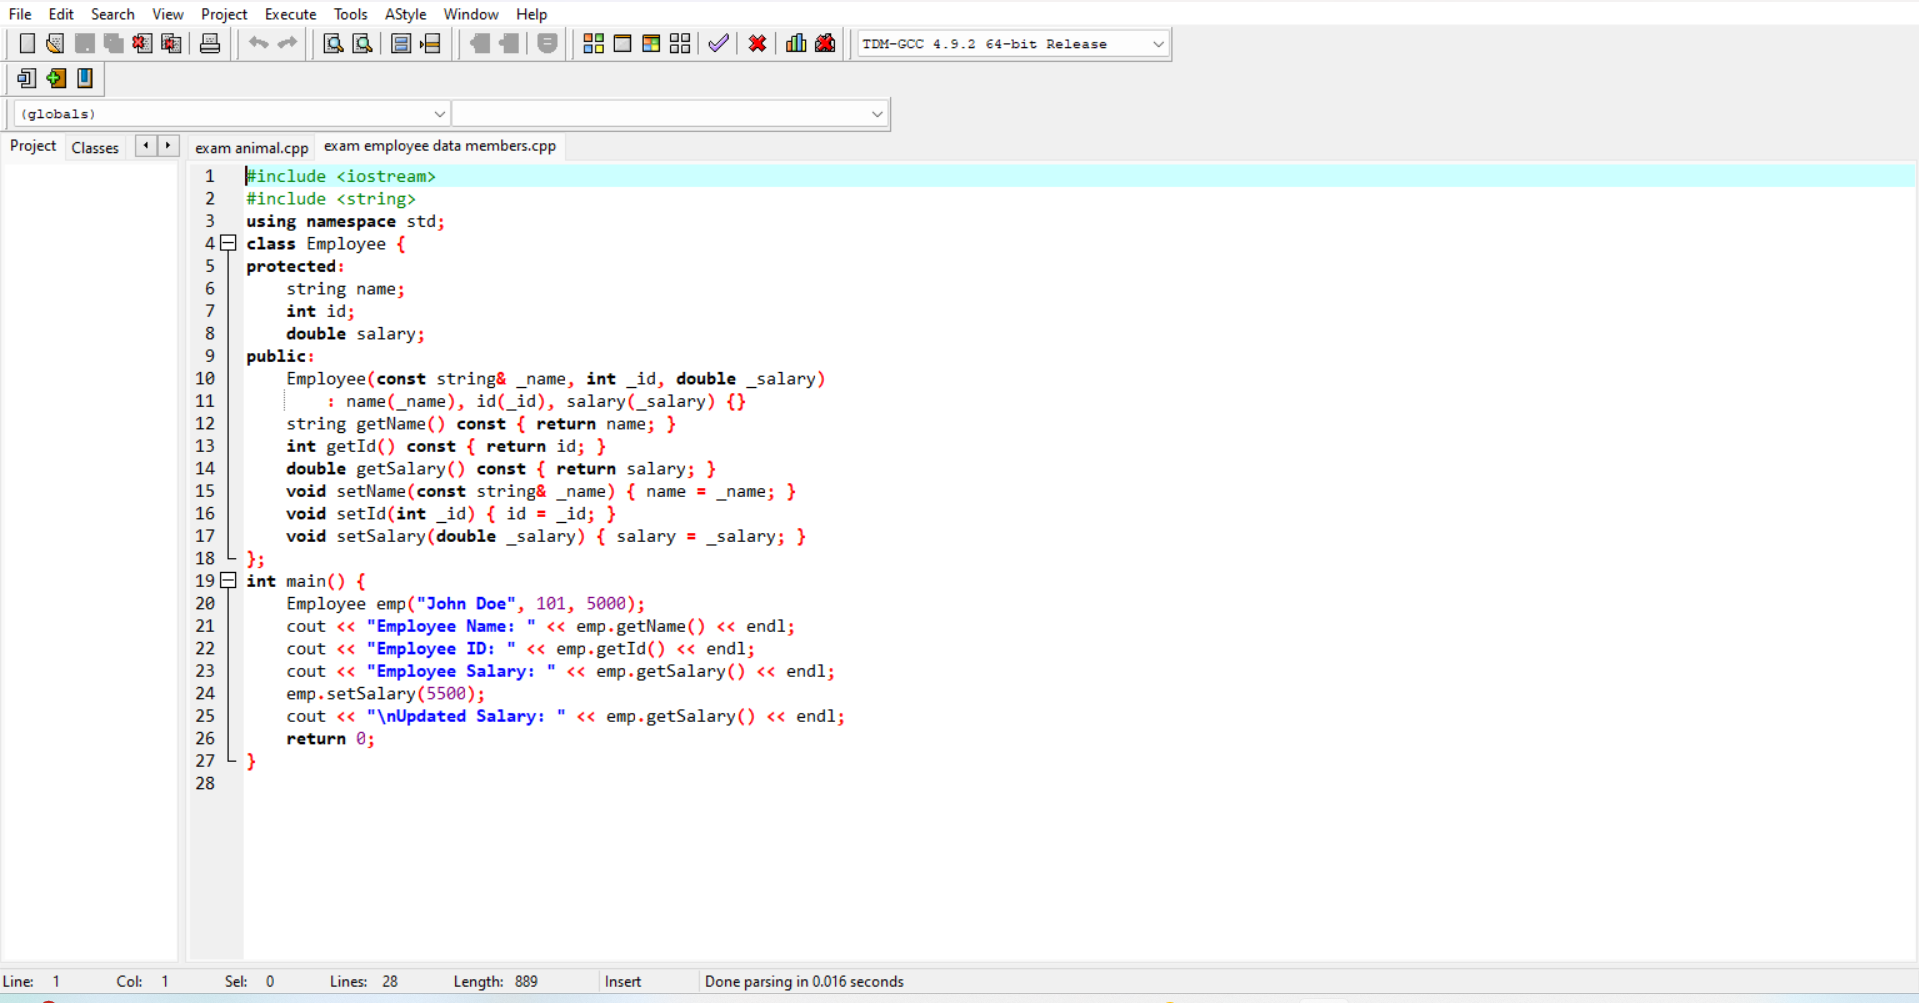 File Edit Search View Project Execute Tools AStyle Window Help
TDM-GCC 4.9.2 64-bit Release
(globals)
Project Classes exam animal.cpp exam employee data members.cpp
1 #include <iostream>
2 #include <string>
3 using namespace std;
4 class Employee {
5 protected:
6     string name;
7     int id;
8     double salary;
9 public:
10     Employee(const string& _name, int _id, double _salary)
11         : name(_name), id(_id), salary(_salary) {}
12     string getName() const { return name; }
13     int getId() const { return id; }
14     double getSalary() const { return salary; }
15     void setName(const string& _name) { name = _name; }
16     void setId(int _id) { id = _id; }
17     void setSalary(double _salary) { salary = _salary; }
18 };
19 int main() {
20     Employee emp("John Doe", 101, 5000);
21     cout << "Employee Name: " << emp.getName() << endl;
22     cout << "Employee ID: " << emp.getId() << endl;
23     cout << "Employee Salary: " << emp.getSalary() << endl;
24     emp.setSalary(5500);
25     cout << "\nUpdated Salary: " << emp.getSalary() << endl;
26     return 0;
27 }
28
Line: 1 Col: 1 Sel: 0 Lines: 28 Length: 889 Insert Done parsing in 0.016 seconds